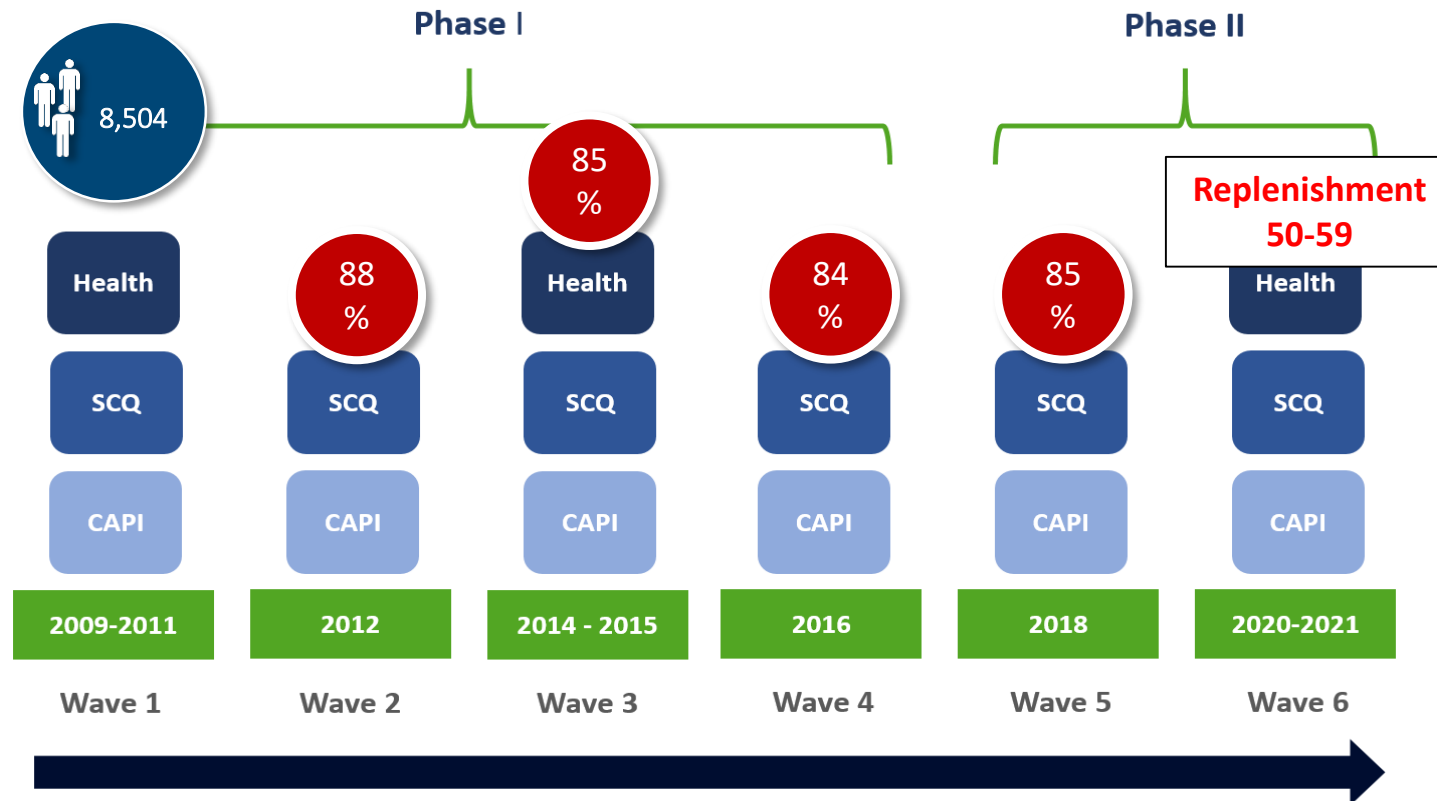 Phase I
Phase II
8,504
85
%
Replenishment
50-59
88
%
84
%
85
%
Health
Health
Health
SCQ
SCQ
SCQ
SCQ
SCQ
SCQ
CAPI
CAPI
CAPI
CAPI
CAPI
CAPI
2009-2011
2012
2014 - 2015
2016
2018
2020-2021
Wave 1
Wave 2
Wave 3
Wave 4
Wave 5
Wave 6